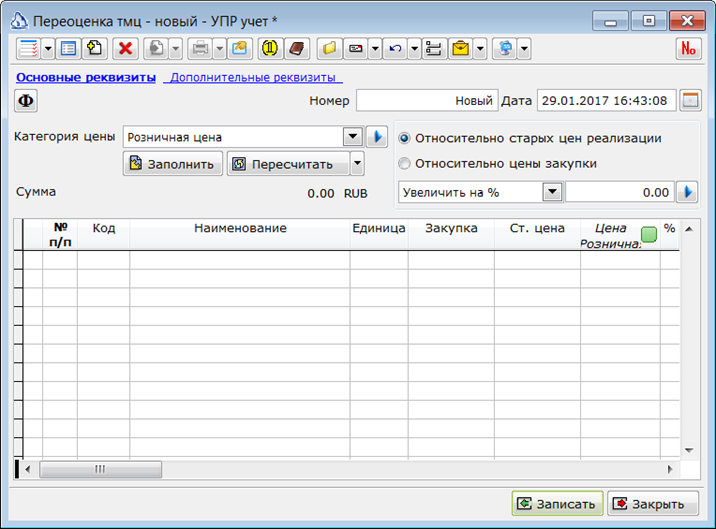 Переоценка тмц - новый - УПР учет *
Основные реквизиты Дополнительные реквизиты
Ф Номер Новый Дата 29.01.2017 16:43:08
Категория цены Розничная цена
Относительно старых цен реализации
Заполнить Пересчитать
Относительно цены закупки
Сумма 0.00 RUB
Увеличить на % 0.00
№ п/п Код Наименование Единица Закупка Ст. цена Цена Розничная %
Записать Закрыть